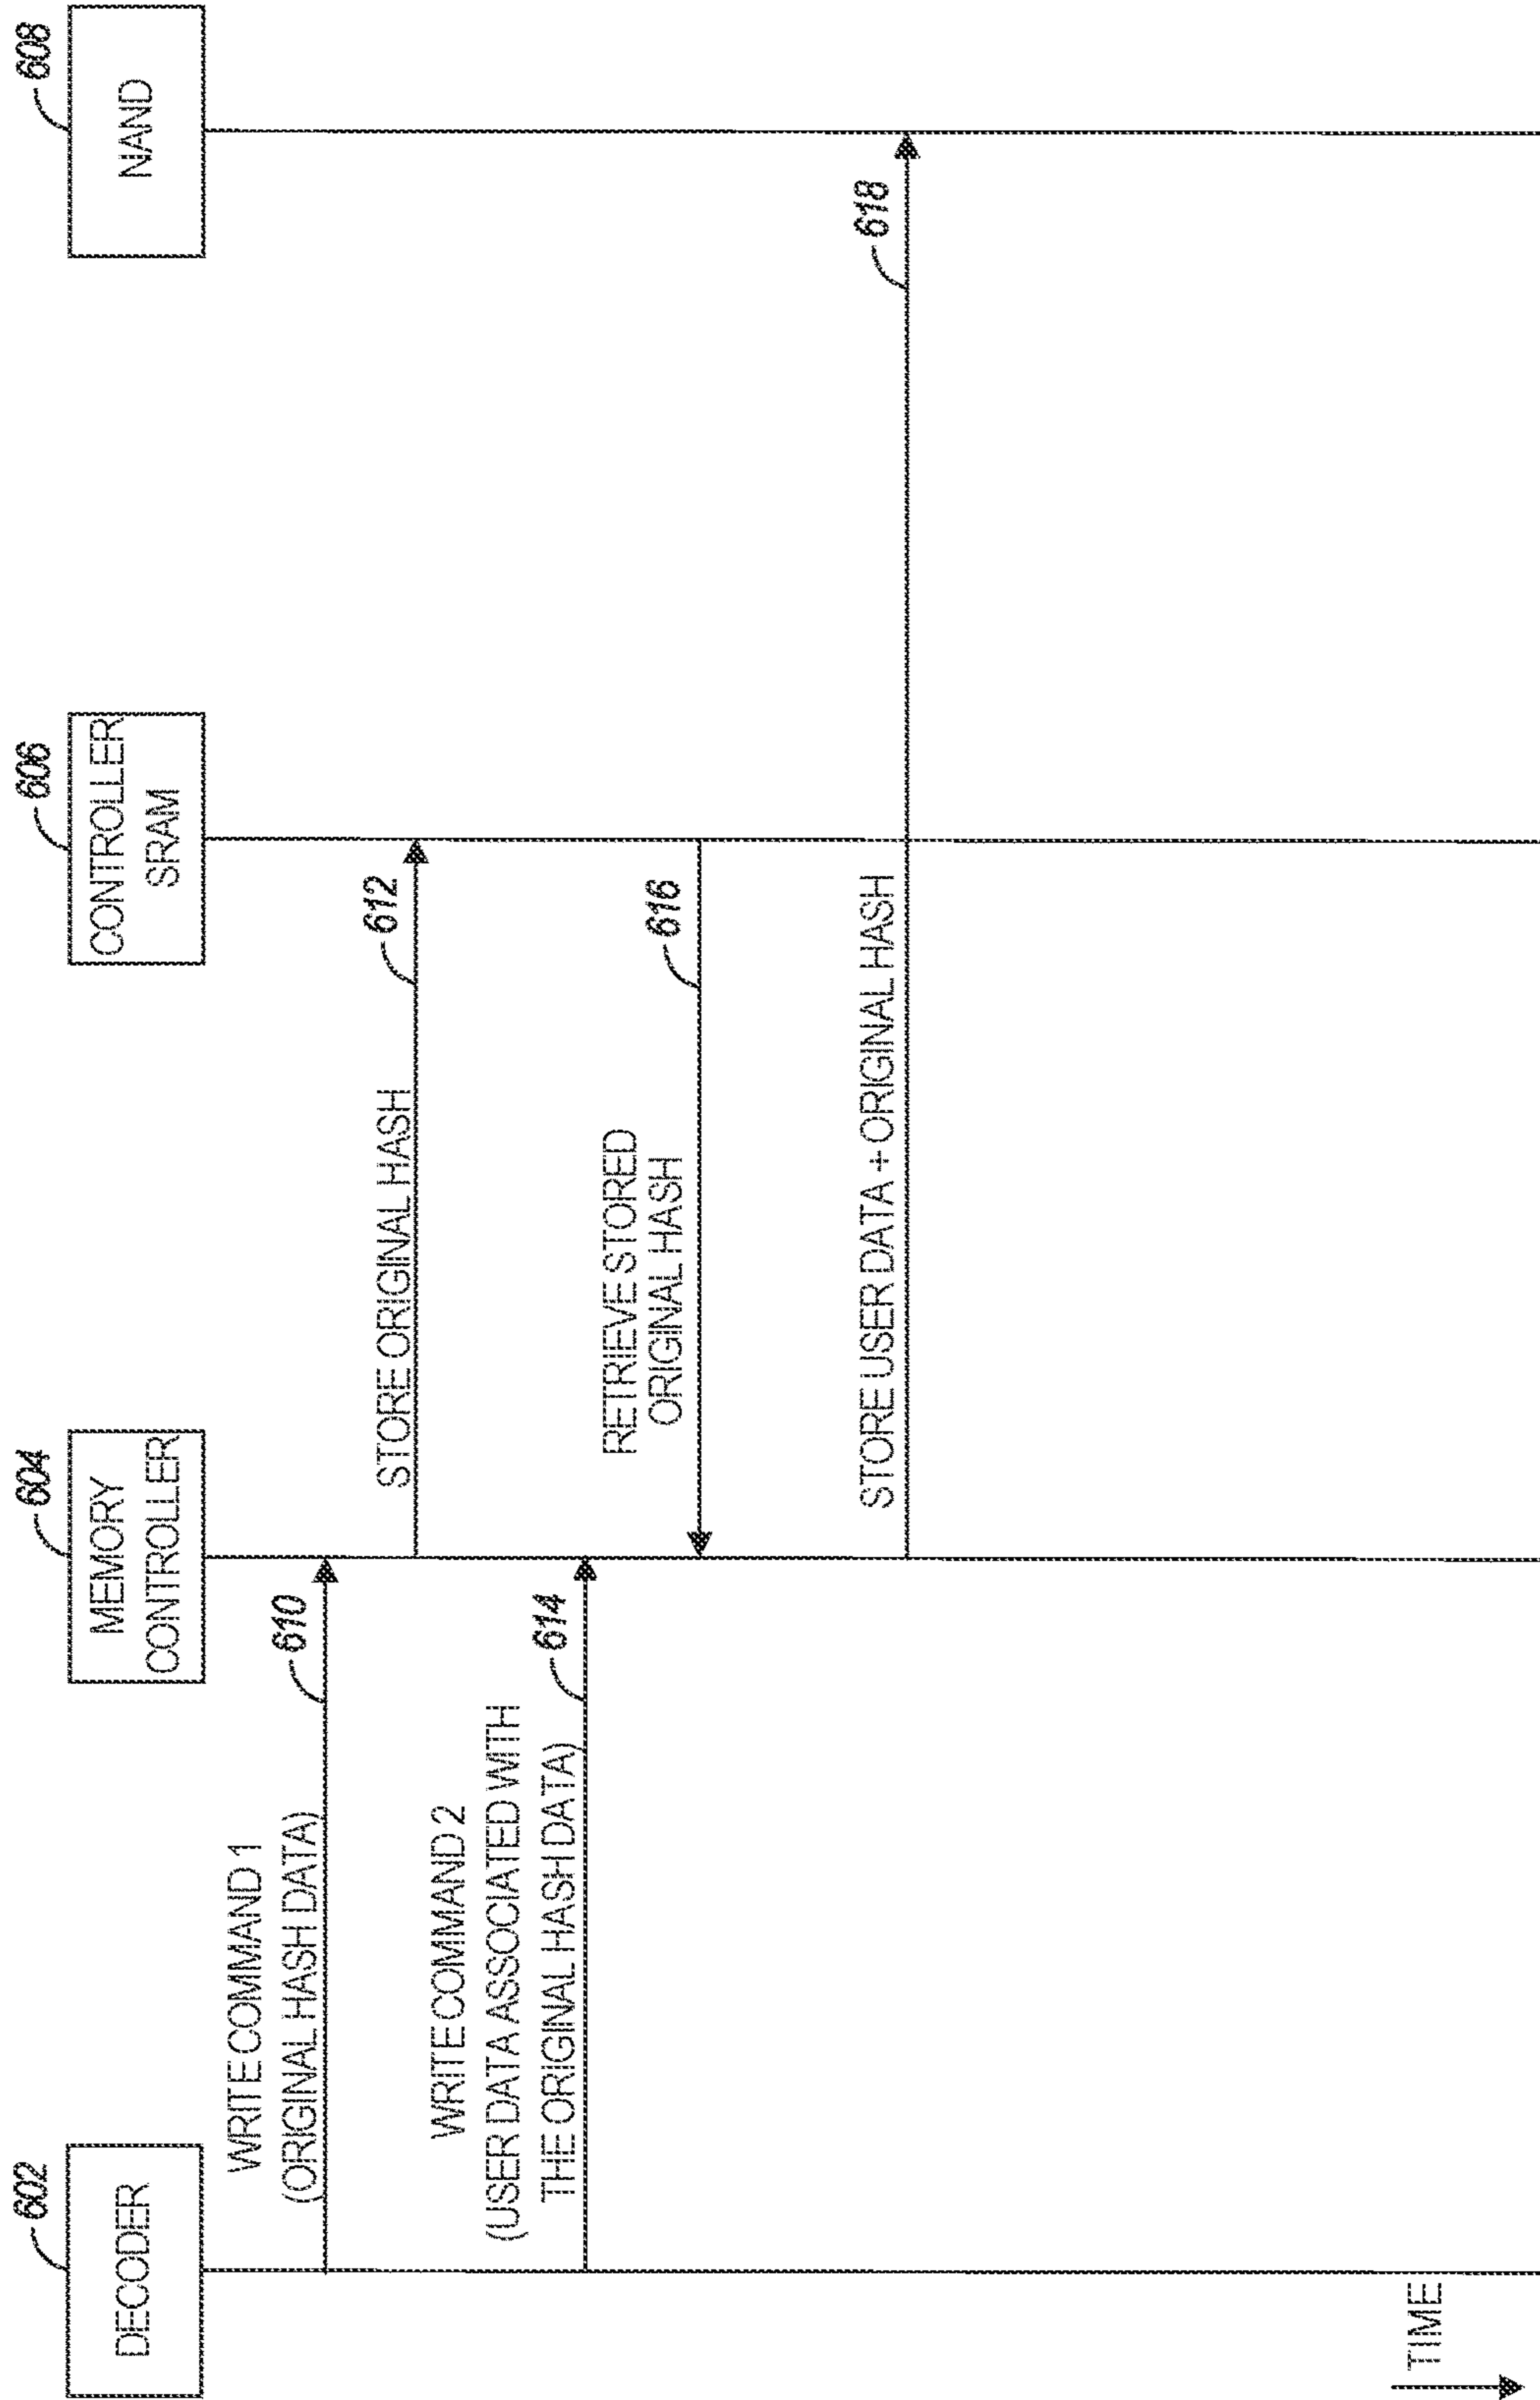 602
DECODER
604
MEMORY
CONTROLLER
606
CONTROLLER
SRAM
608
NAND
WRITE COMMAND 1
(ORIGINAL HASH DATA)
610
STORE ORIGINAL HASH
612
WRITE COMMAND 2
(USER DATA ASSOCIATED WITH
THE ORIGINAL HASH DATA)
614
RETRIEVE STORED
ORIGINAL HASH
616
STORE USER DATA + ORIGINAL HASH
618
TIME